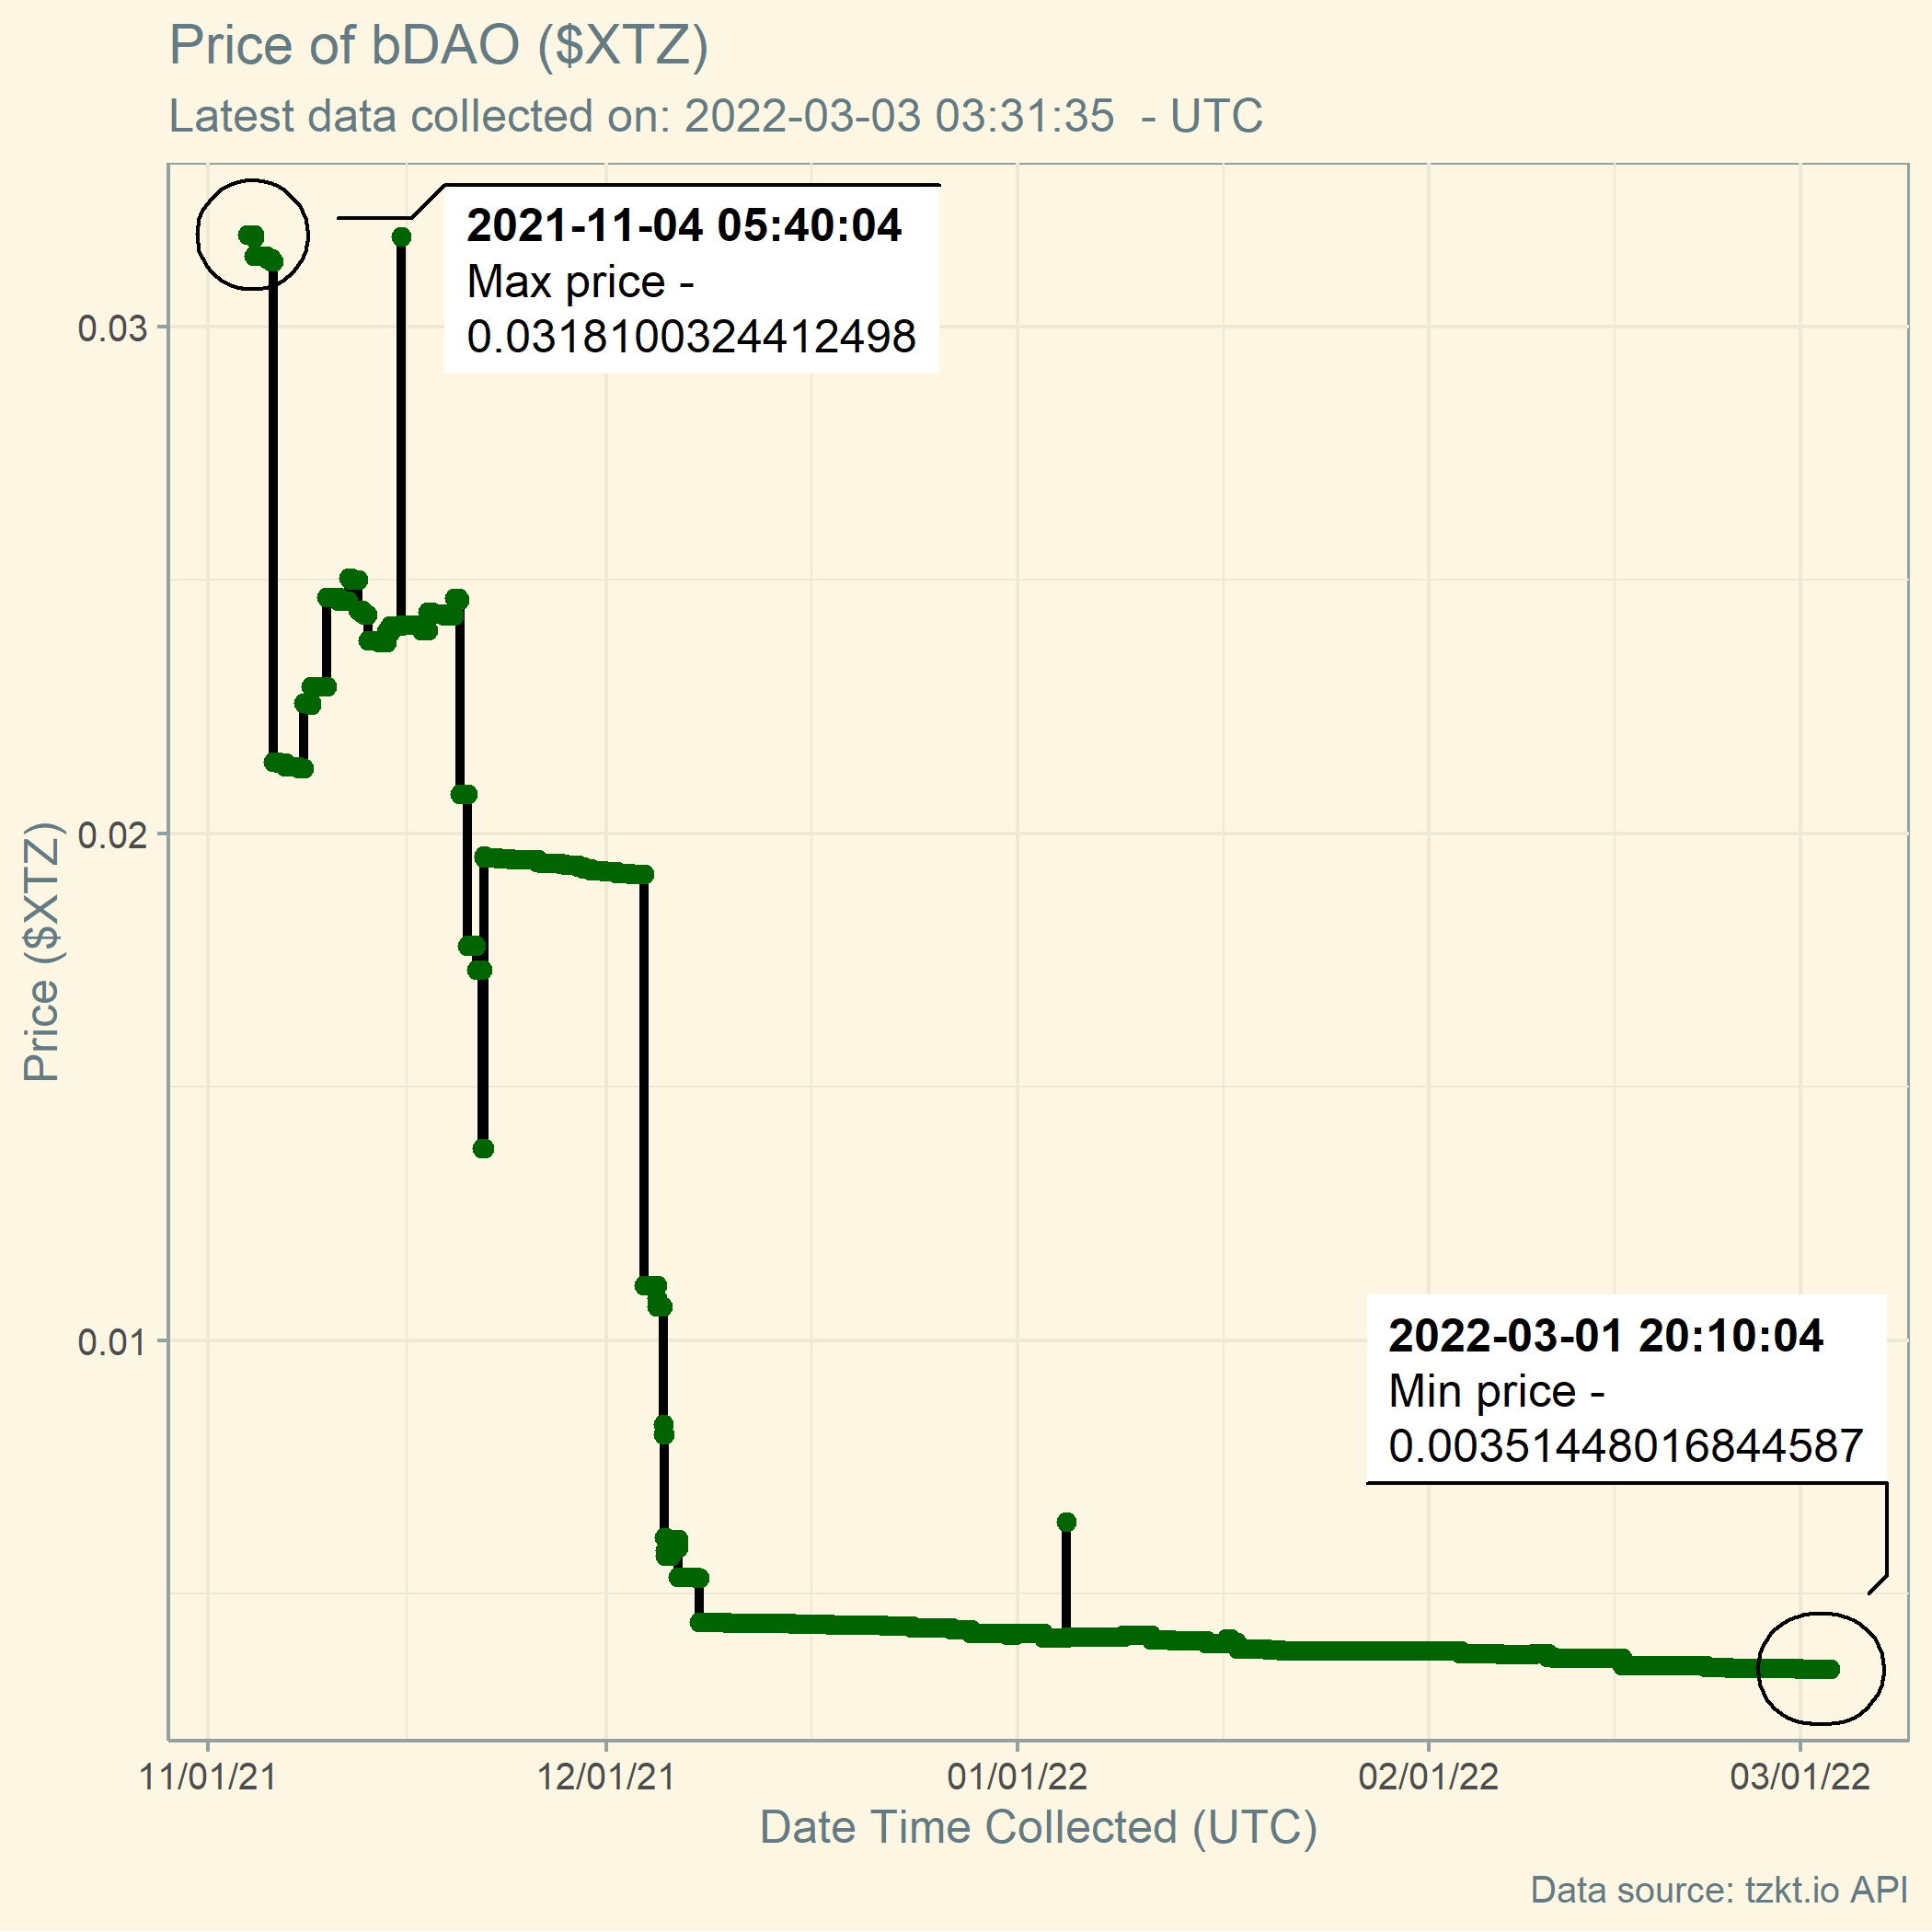 Price of bDAO ($XTZ)
Latest data collected on: 2022-03-03 03:31:35  - UTC
2021-11-04 05:40:04
Max price -
0.0318100324412498
0.03
0.02
0.01
Price ($XTZ)
2022-03-01 20:10:04
Min price -
0.00351448016844587
11/01/21
12/01/21
01/01/22
02/01/22
03/01/22
Date Time Collected (UTC)
Data source: tzkt.io API